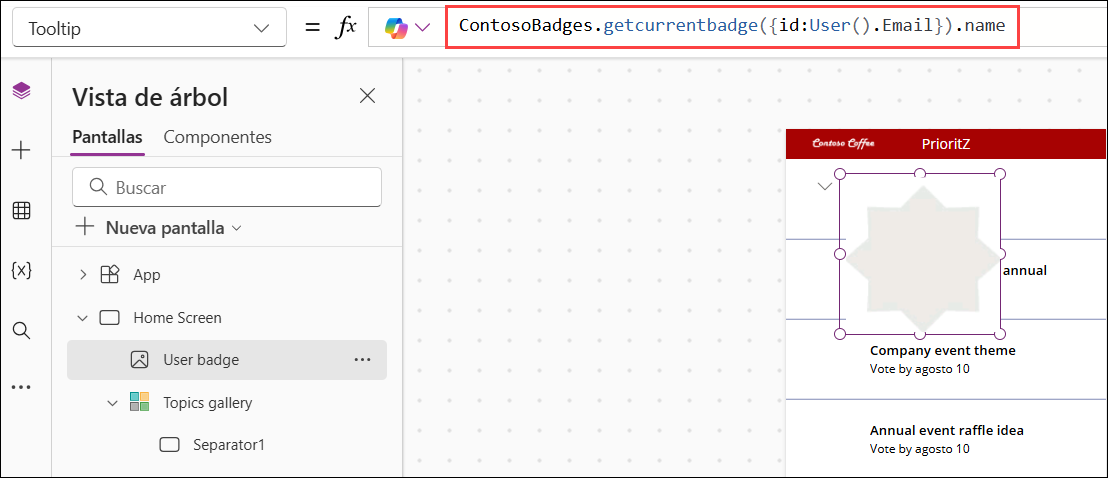 Tooltip
= fx
ContosoBadges.getcurrentbadge({id:User().Email}).name
Vista de árbol
Pantallas Componentes
Buscar
Nueva pantalla
App
Home Screen
User badge
Topics gallery
Separator1
Contoso Coffee PrioritZ
annual
Company event theme
Vote by agosto 10
Annual event raffle idea
Vote by agosto 10